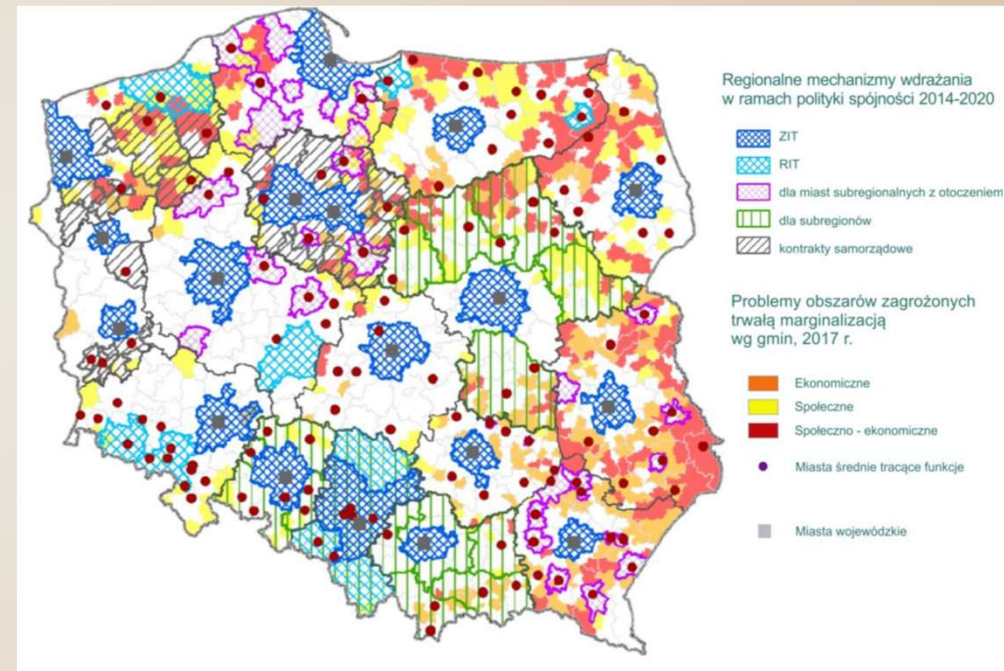 Regionalne mechanizmy wdrażania
w ramach polityki spójności 2014-2020
ZIT
RIT
dla miast subregionalnych z otoczeniem
dla subregionów
kontrakty samorządowe
Problemy obszarów zagrożonych
trwałą marginalizacją
wg gmin, 2017 r.
Ekonomiczne
Społeczne
Społeczno - ekonomiczne
Miasta średnie tracące funkcje
Miasta wojewódzkie